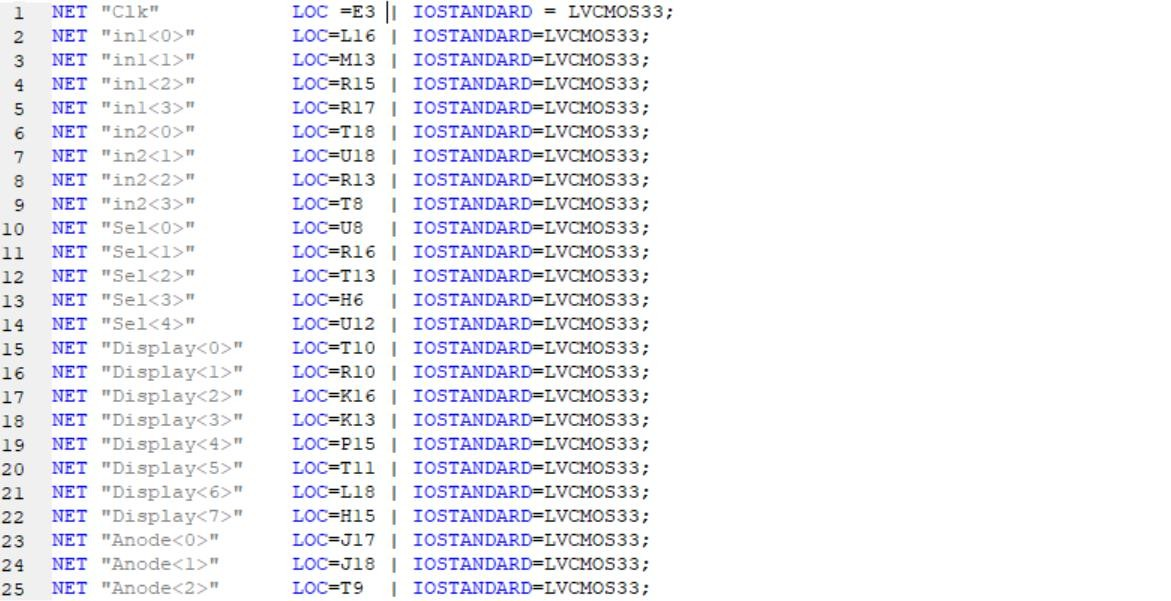 1 NET "Clk" LOC =E3 | IOSTANDARD = LVCMOS33;
2 NET "in1<0>" LOC=L16 | IOSTANDARD=LVCMOS33;
3 NET "in1<1>" LOC=M13 | IOSTANDARD=LVCMOS33;
4 NET "in1<2>" LOC=R15 | IOSTANDARD=LVCMOS33;
5 NET "in1<3>" LOC=R17 | IOSTANDARD=LVCMOS33;
6 NET "in2<0>" LOC=T18 | IOSTANDARD=LVCMOS33;
7 NET "in2<1>" LOC=U18 | IOSTANDARD=LVCMOS33;
8 NET "in2<2>" LOC=R13 | IOSTANDARD=LVCMOS33;
9 NET "in2<3>" LOC=T8 | IOSTANDARD=LVCMOS33;
10 NET "Sel<0>" LOC=U8 | IOSTANDARD=LVCMOS33;
11 NET "Sel<1>" LOC=R16 | IOSTANDARD=LVCMOS33;
12 NET "Sel<2>" LOC=T13 | IOSTANDARD=LVCMOS33;
13 NET "Sel<3>" LOC=H6 | IOSTANDARD=LVCMOS33;
14 NET "Sel<4>" LOC=U12 | IOSTANDARD=LVCMOS33;
15 NET "Display<0>" LOC=T10 | IOSTANDARD=LVCMOS33;
16 NET "Display<1>" LOC=R10 | IOSTANDARD=LVCMOS33;
17 NET "Display<2>" LOC=K16 | IOSTANDARD=LVCMOS33;
18 NET "Display<3>" LOC=K13 | IOSTANDARD=LVCMOS33;
19 NET "Display<4>" LOC=P15 | IOSTANDARD=LVCMOS33;
20 NET "Display<5>" LOC=T11 | IOSTANDARD=LVCMOS33;
21 NET "Display<6>" LOC=L18 | IOSTANDARD=LVCMOS33;
22 NET "Display<7>" LOC=H15 | IOSTANDARD=LVCMOS33;
23 NET "Anode<0>" LOC=J17 | IOSTANDARD=LVCMOS33;
24 NET "Anode<1>" LOC=J18 | IOSTANDARD=LVCMOS33;
25 NET "Anode<2>" LOC=T9 | IOSTANDARD=LVCMOS33;